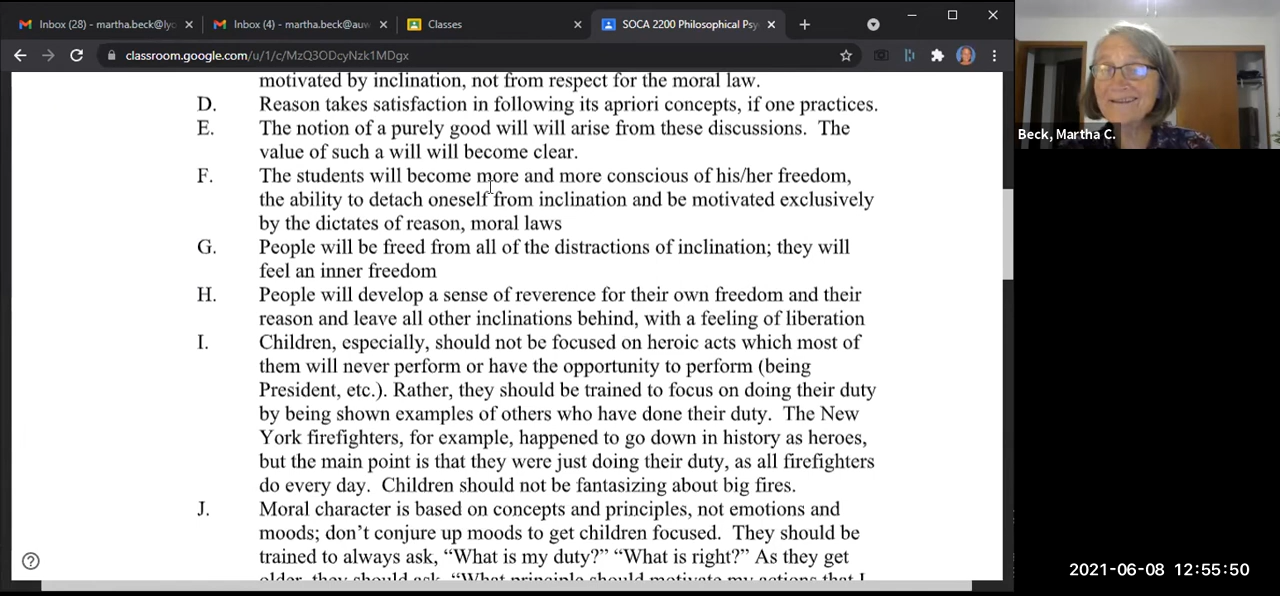 Inbox (28) - martha.beck@lyc
Inbox (4) - martha.beck@auw
Classes
SOCA 2200 Philosophical Psy
classroom.google.com/u/1/c/MzQ3ODcyNzk1MDgx
motivated by inclination, not from respect for the moral law.
D. Reason takes satisfaction in following its apriori concepts, if one practices.
E. The notion of a purely good will will arise from these discussions. The
value of such a will will become clear.
F. The students will become more and more conscious of his/her freedom,
the ability to detach oneself from inclination and be motivated exclusively
by the dictates of reason, moral laws
G. People will be freed from all of the distractions of inclination; they will
feel an inner freedom
H. People will develop a sense of reverence for their own freedom and their
reason and leave all other inclinations behind, with a feeling of liberation
I. Children, especially, should not be focused on heroic acts which most of
them will never perform or have the opportunity to perform (being
President, etc.). Rather, they should be trained to focus on doing their duty
by being shown examples of others who have done their duty. The New
York firefighters, for example, happened to go down in history as heroes,
but the main point is that they were just doing their duty, as all firefighters
do every day. Children should not be fantasizing about big fires.
J. Moral character is based on concepts and principles, not emotions and
moods; don't conjure up moods to get children focused. They should be
trained to always ask, “What is my duty?” “What is right?” As they get
older, they should ask, “What principle should motivate my actions that I
Beck, Martha C.
2021-06-08 12:55:50